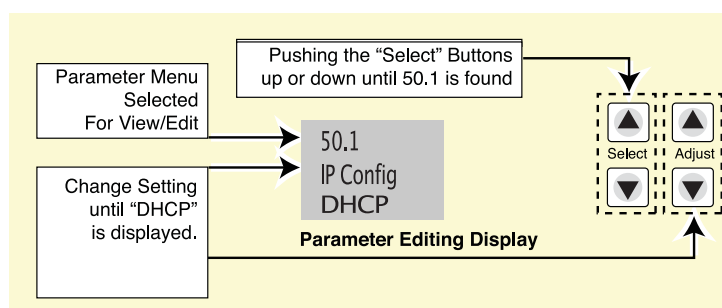 Pushing the “Select” Buttons
up or down until 50.1 is found
Parameter Menu
Selected
For View/Edit
50.1
IP Config
DHCP
Select
Adjust
Change Setting
until “DHCP”
is displayed.
Parameter Editing Display